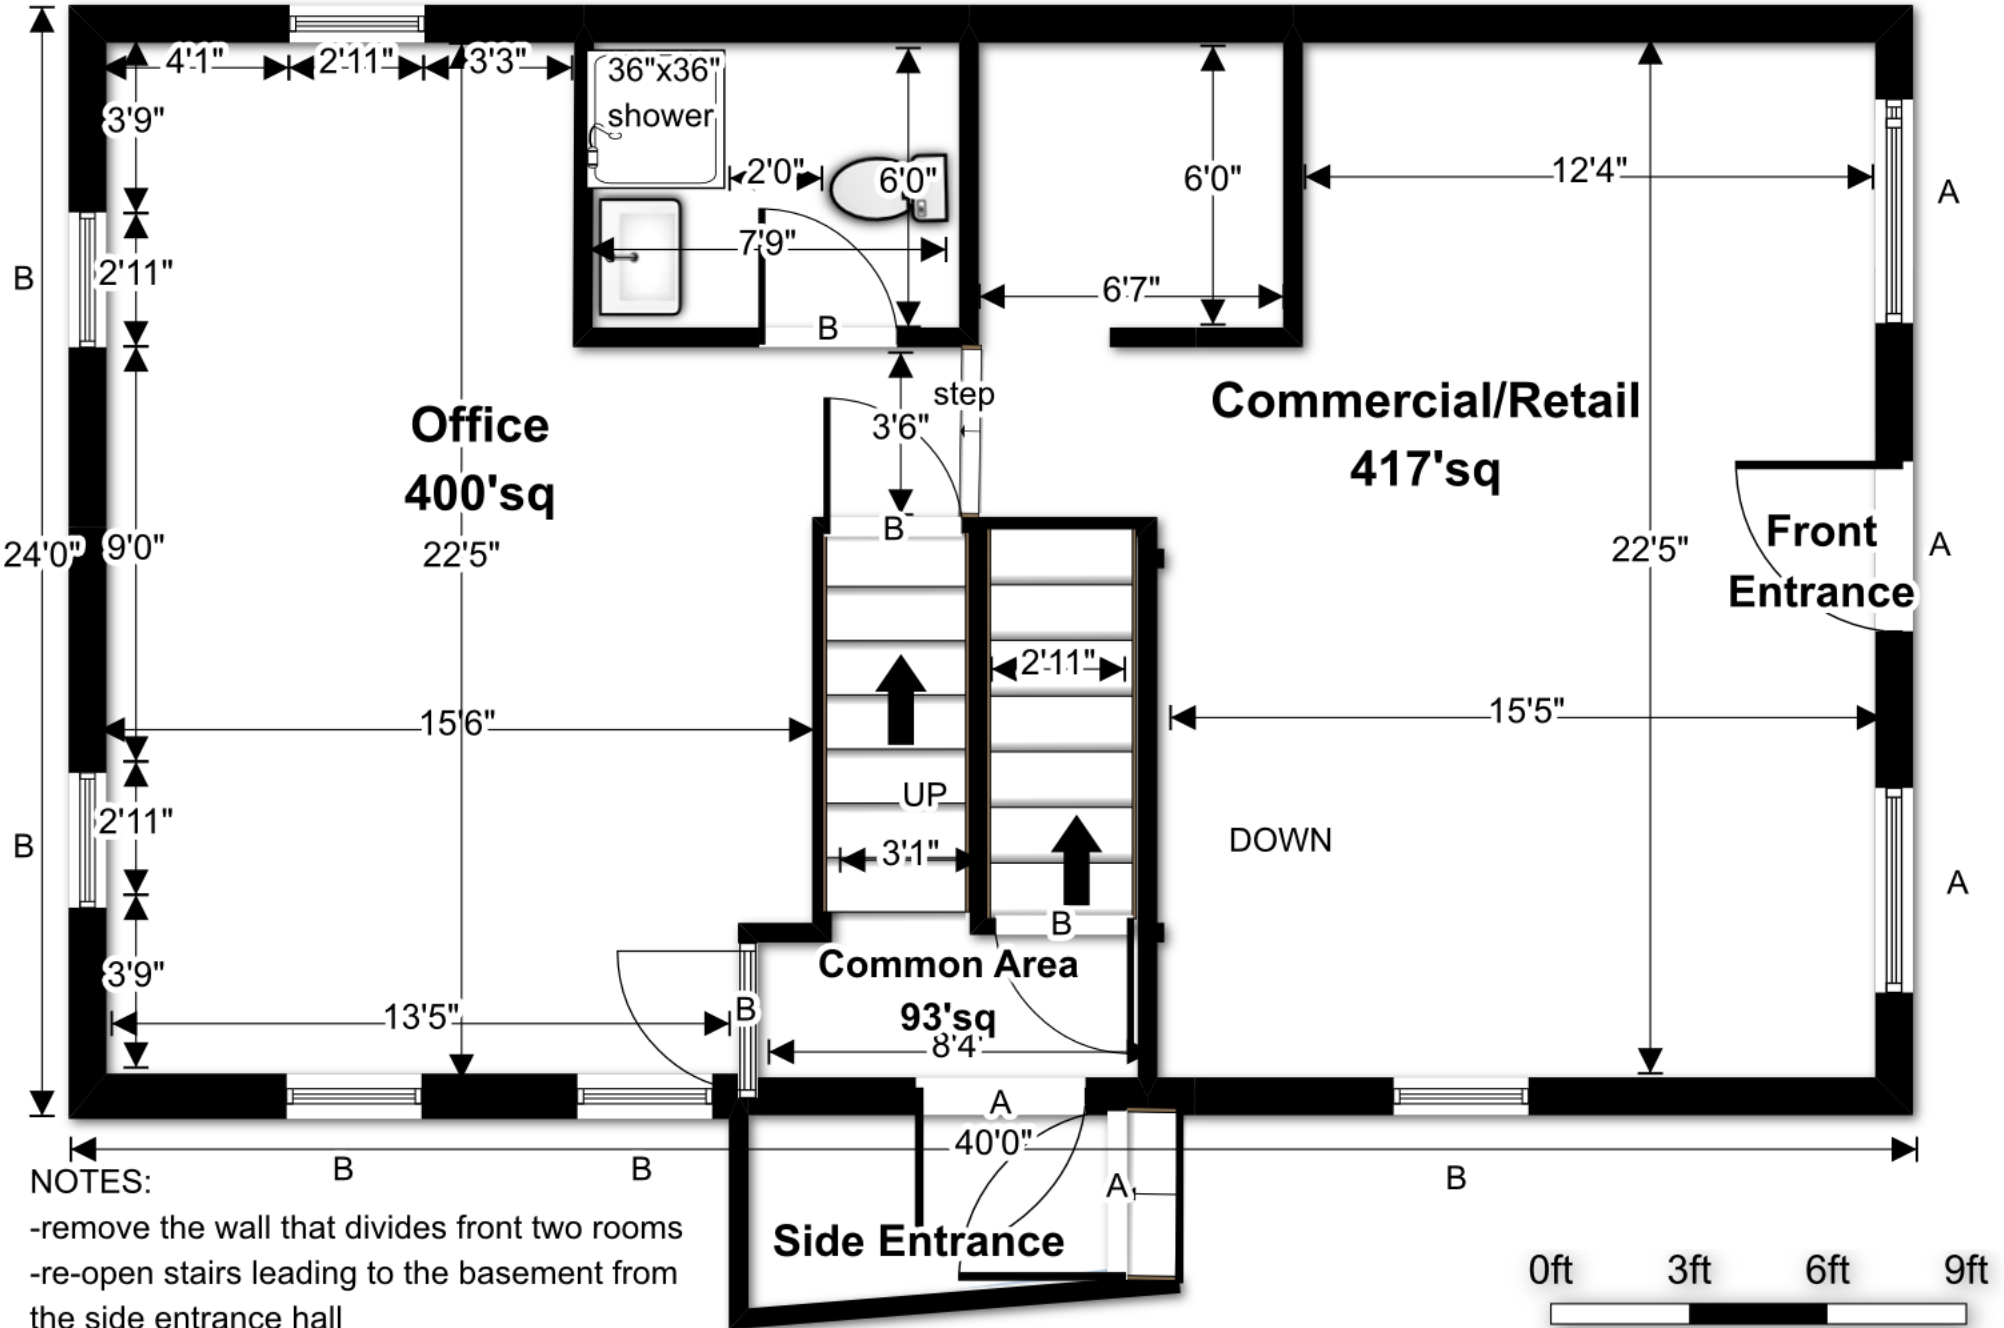 4'1"
2'11"
3'3"
36"x36"
shower
3'9"
2'0"
6'0"
6'0"
12'4"
A
7'9"
B
2'11"
6'7"
B
step
3'6"
Office
400'sq
Commercial/Retail
417'sq
B
Front
Entrance
A
24'0"
9'0"
22'5"
22'5"
2'11"
15'6"
15'5"
UP
2'11"
B
3'1"
DOWN
A
B
Common Area
93'sq
8'4'
3'9"
13'5"
B
A
40'0"
B
B
B
A
Side Entrance
NOTES:
-remove the wall that divides front two rooms
-re-open stairs leading to the basement from
the side entrance hall
0ft
3ft
6ft
9ft